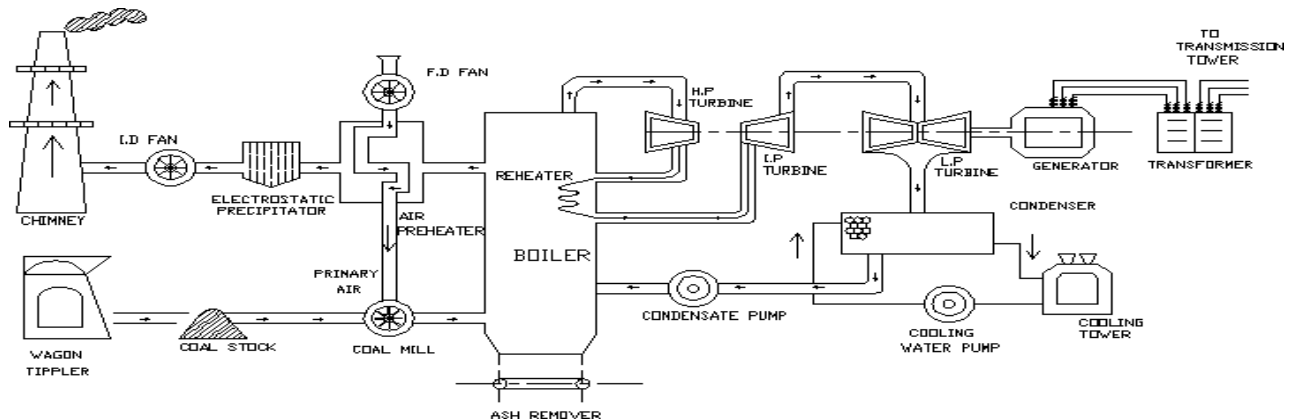 TO
TRANSMISSION
TOWER
F.D FAN
H.P
TURBINE
I.D FAN
I.P
TURBINE
L.P
TURBINE
GENERATOR
TRANSFORMER
REHEATER
ELECTROSTATIC
PRECIPITATOR
CHIMNEY
AIR
PREHEATER
CONDENSER
BOILER
PRIMARY
AIR
CONDENSATE PUMP
COOLING
WATER PUMP
COOLING
TOWER
COAL STOCK
COAL MILL
WAGON
TIPPLER
ASH REMOVER